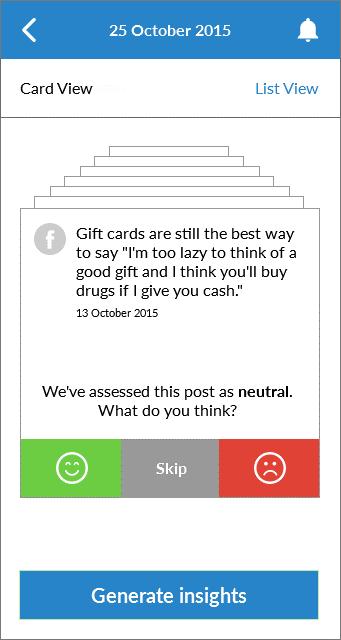 25 October 2015
Card View
List View
Gift cards are still the best way
to say "I'm too lazy to think of a
good gift and I think you'll buy
drugs if I give you cash."
13 October 2015
We've assessed this post as neutral.
What do you think?
Skip
Generate insights